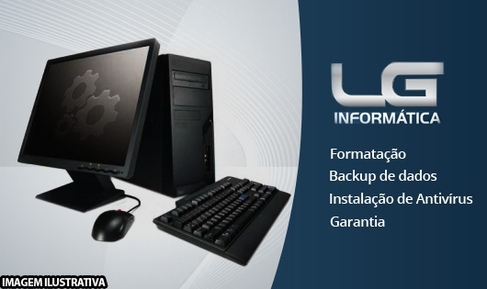 LG
INFORMÁTICA
Formatação
Backup de dados
Instalação de Antivírus
Garantia
IMAGEM ILUSTRATIVA